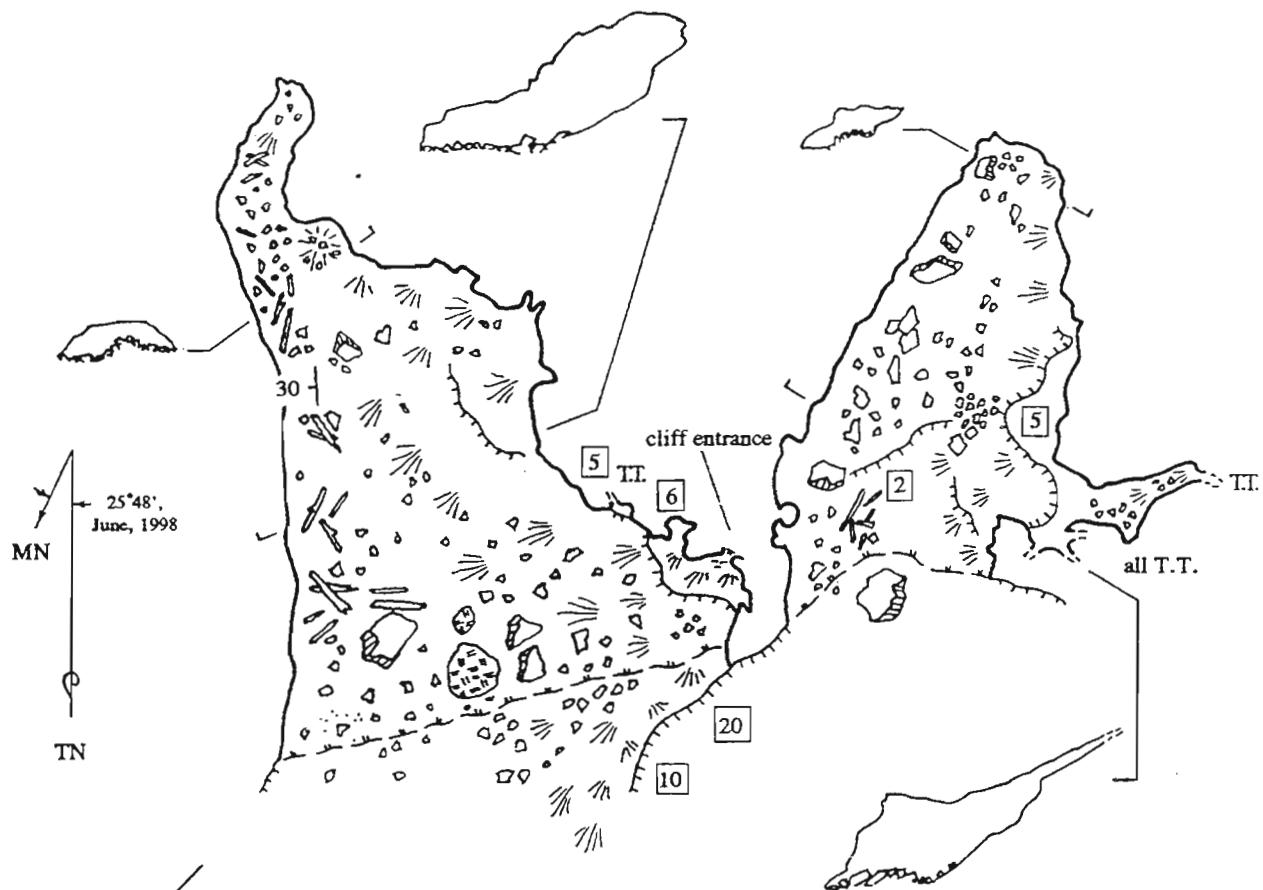 30
5
T.T.
6
cliff entrance
2
5
T.T.
all T.T.
25°48',
June, 1998
MN
TN
20
10